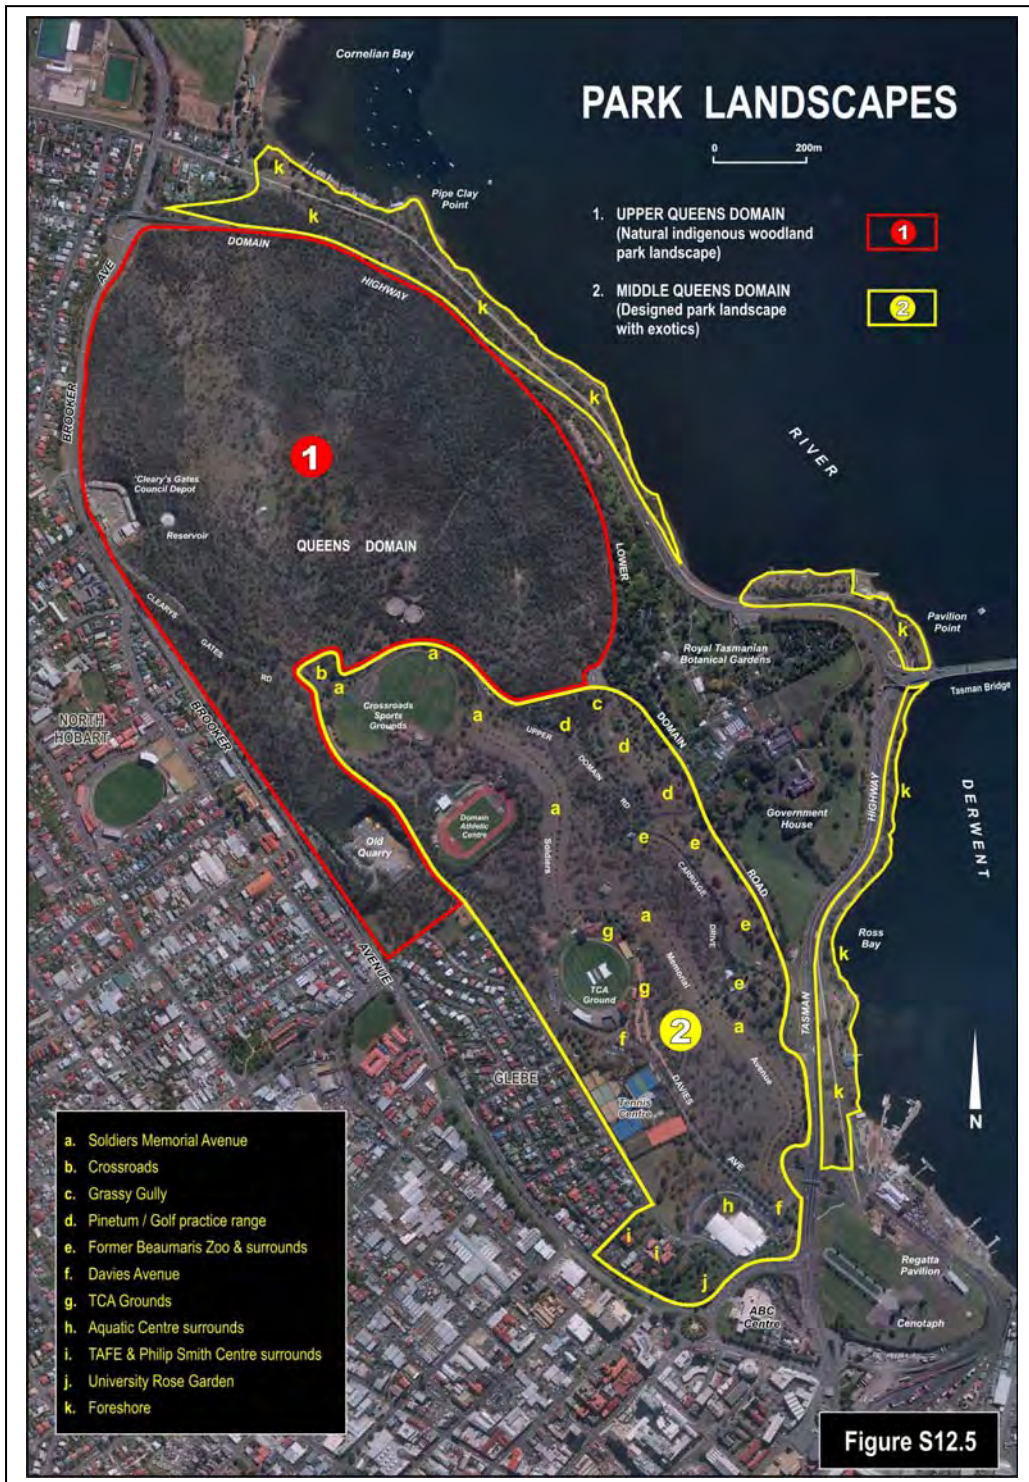 Cornelian Bay
PARK LANDSCAPES
0 200m
Pipe Clay
Point
1. UPPER QUEENS DOMAIN
(Natural indigenous woodland
park landscape)
1
2. MIDDLE QUEENS DOMAIN
(Designed park landscape
with exotics)
2
k
k
k
k
DOMAIN
HIGHWAY
AVE
BROOKER
RIVER
1
'Cleary's Gates
Council Depot
Reservoir
QUEENS DOMAIN
LOWER
CLEARYS
GATES
RD
BROOKER
AVENUE
NORTH
HOBART
b
a
a
Crossroads
Sports
Grounds
a
c
d
d
d
UPPER
DOMAIN
RD
DOMAIN
ROAD
Royal Tasmanian
Botanical Gardens
k
Pavilion
Point
Tasman Bridge
k
HIGHWAY
DERWENT
Government
House
Domain
Athletic
Centre
Old
Quarry
a
Soldiers
e
e
CARRIAGE
DRIVE
e
a
Memorial
g
TCA
Ground
g
e
a
f
2
Avenue
TASMAN
Ross
Bay
k
k
GLEBE
Tennis
Centre
DAVIES
AVE
N
h
f
i
i
j
ABC
Centre
Regatta
Pavilion
Cenotaph
a. Soldiers Memorial Avenue
b. Crossroads
c. Grassy Gully
d. Pinetum / Golf practice range
e. Former Beaumaris Zoo & surrounds
f. Davies Avenue
g. TCA Grounds
h. Aquatic Centre surrounds
i. TAFE & Philip Smith Centre surrounds
j. University Rose Garden
k. Foreshore
Figure S12.5